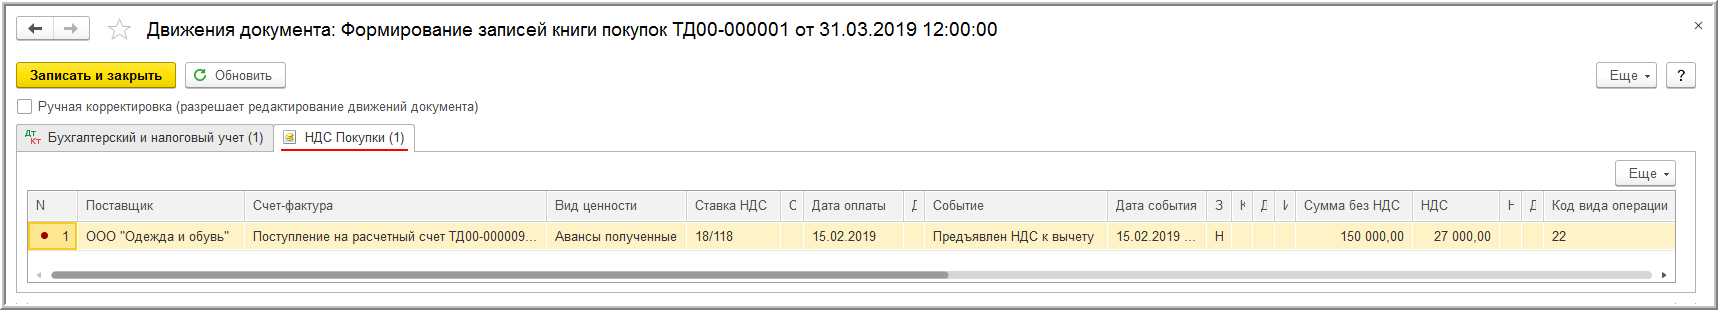 Движения документа: Формирование записей книги покупок ТД00-000001 от 31.03.2019 12:00:00
Записать и закрыть Обновить Еще ?
Ручная корректировка (разрешает редактирование движений документа)
Дт Кт Бухгалтерский и налоговый учет (1) НДС Покупки (1)
Еще
N Поставщик Счет-фактура Вид ценности Ставка НДС С Дата оплаты Д Событие Дата события З К Д И Сумма без НДС НДС Н Д Код вида операции
1 ООО "Одежда и обувь" Поступление на расчетный счет ТД00-000009... Авансы полученные 18/118 15.02.2019 Предъявлен НДС к вычету 15.02.2019 ... Н 150 000,00 27 000,00 22